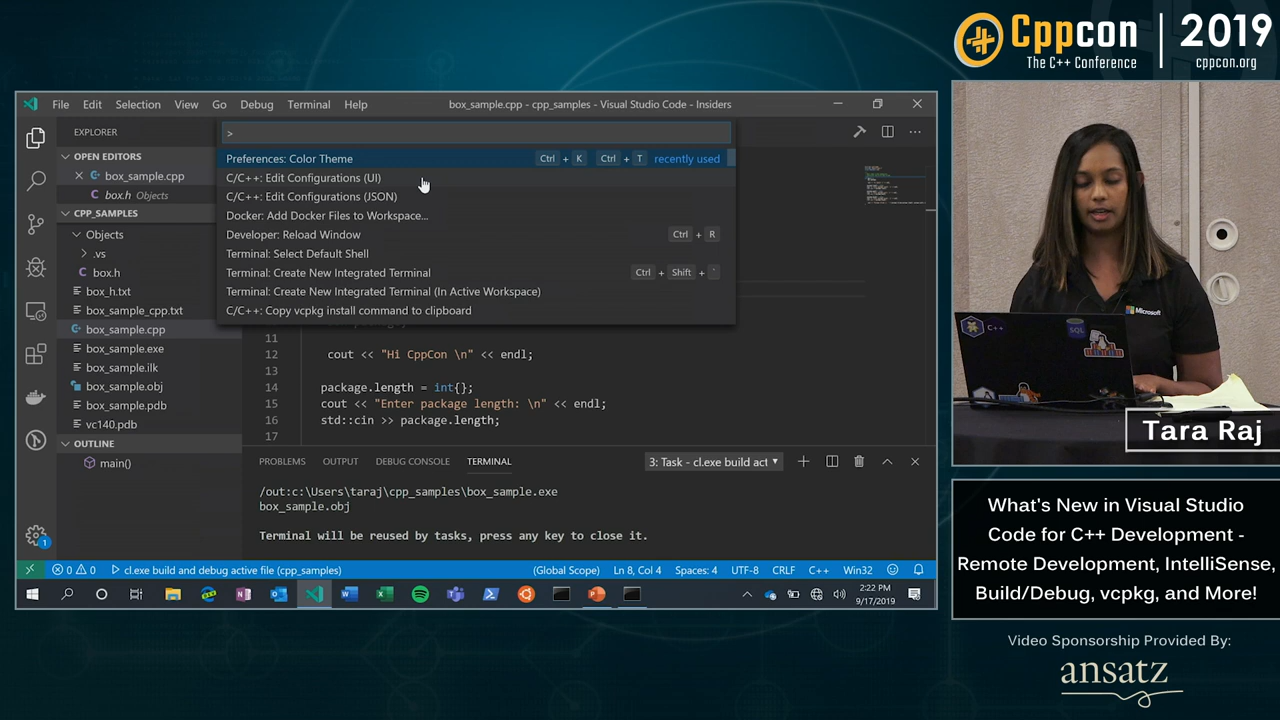 Cppcon | 2019
The C++ Conference
cppcon.org
File Edit Selection View Go Debug Terminal Help
box_sample.cpp - cpp_samples - Visual Studio Code - Insiders
EXPLORER
>
OPEN EDITORS
Preferences: Color Theme Ctrl + K Ctrl + T recently used
box_sample.cpp
C/C++: Edit Configurations (UI)
box.h Objects
C/C++: Edit Configurations (JSON)
CPP_SAMPLES
Docker: Add Docker Files to Workspace...
Objects
Developer: Reload Window Ctrl + R
.vs
Terminal: Select Default Shell
box.h
Terminal: Create New Integrated Terminal Ctrl + Shift + `
box_h.txt
Terminal: Create New Integrated Terminal (In Active Workspace)
box_sample_cpp.txt
C/C++: Copy vcpkg install command to clipboard
box_sample.cpp
box_sample.exe
box_sample.ilk
box_sample.obj
box_sample.pdb
vc140.pdb
OUTLINE
main()
11
12 cout << "Hi CppCon \n" << endl;
13
14 package.length = int{};
15 cout << "Enter package length: \n" << endl;
16 std::cin >> package.length;
17
PROBLEMS OUTPUT DEBUG CONSOLE TERMINAL
3: Task - cl.exe build act
/out:c:\Users\taraj\cpp_samples\box_sample.exe
box_sample.obj
Terminal will be reused by tasks, press any key to close it.
1
0 0 cl.exe build and debug active file (cpp_samples)
(Global Scope) Ln 8, Col 4 Spaces: 4 UTF-8 CRLF C++ Win32
2:22 PM
9/17/2019
Microsoft
C++
SQL
Tara Raj
What's New in Visual Studio
Code for C++ Development -
Remote Development, IntelliSense,
Build/Debug, vcpkg, and More!
Video Sponsorship Provided By:
ansatz